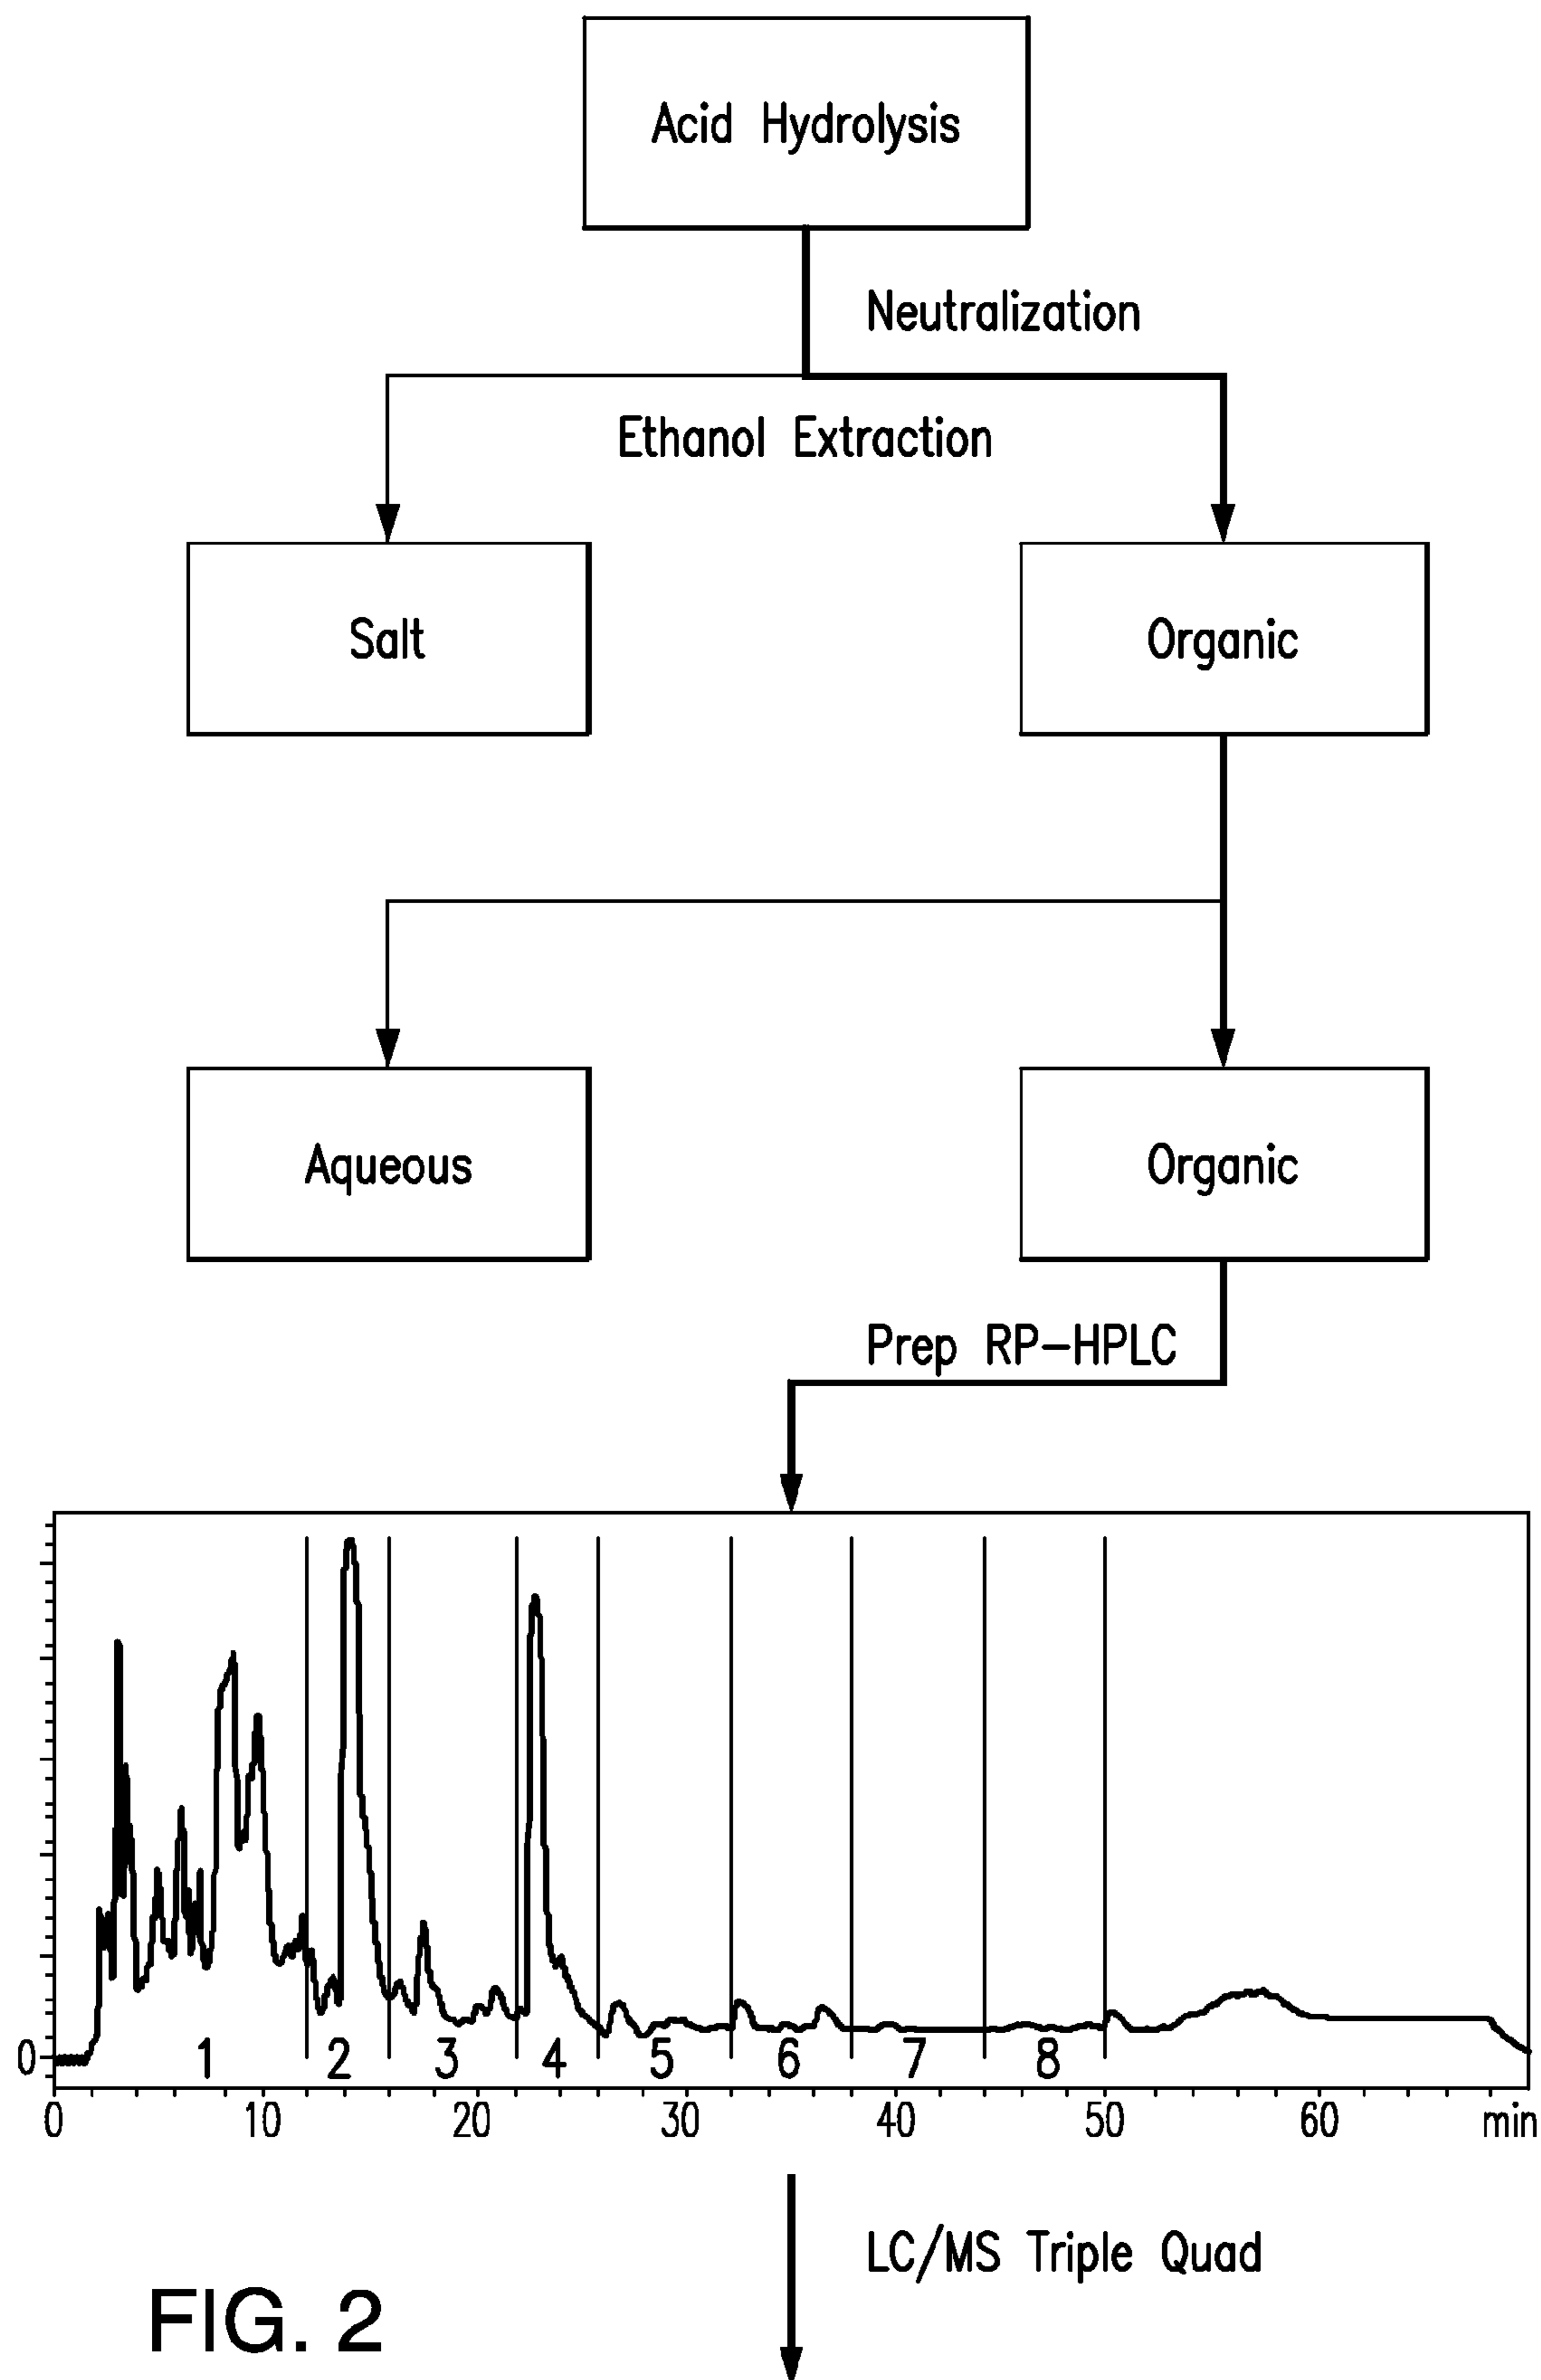 Acid Hydrolysis
Neutralization
Ethanol Extraction
Salt Organic
Aqueous Organic
Prep RP-HPLC
0 1 2 3 4 5 6 7 8
0 10 20 30 40 50 60 min
LC/MS Triple Quad
FIG. 2